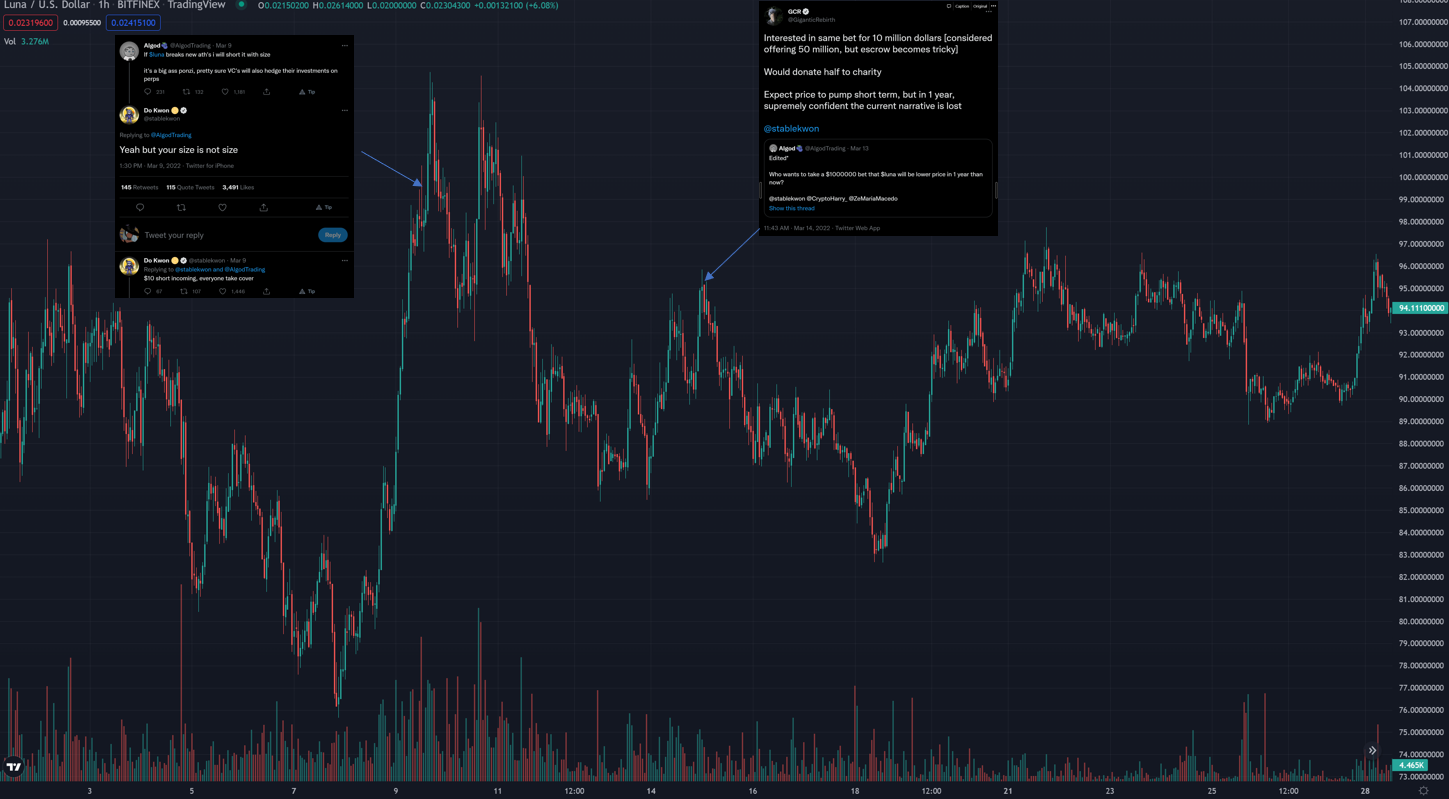 Luna / U.S. Dollar · 1h · BITFINEX · TradingView O0.02150200 H0.02614000 L0.02000000 C0.02304300 +0.00132100 (+6.08%)
0.02319600 0.00095500 0.02415100
Vol 3.276M
Algod @AlgodTrading · Mar 9
If $luna breaks new ath's i will short it with size
it's a big ass ponzi, pretty sure VC's will also hedge their investments on
perps
231 133 1,181 Tip
Do Kwon
@stablekwon
Replying to @AlgodTrading
Yeah but your size is not size
1:30 PM · Mar 9, 2022 · Twitter for iPhone
145 Retweets 115 Quote Tweets 3,491 Likes
Tip
Tweet your reply
Reply
Do Kwon @stablekwon · Mar 9
Replying to @stablekwon and @AlgodTrading
$10 short incoming, everyone take cover
67 107 1,446 Tip
Caption Original
GCR
@GiganticRebirth
Interested in same bet for 10 million dollars [considered
offering 50 million, but escrow becomes tricky]
Would donate half to charity
Expect price to pump short term, but in 1 year,
supremely confident the current narrative is lost
@stablekwon
Algod @AlgodTrading · Mar 13
Edited*
Who wants to take a $1000000 bet that $luna will be lower price in 1 year than
now?
@stablekwon @CryptoHarry_ @ZeMariaMacedo
Show this thread
11:43 AM · Mar 14, 2022 · Twitter Web App
108.00000000
107.00000000
106.00000000
105.00000000
104.00000000
103.00000000
102.00000000
101.00000000
100.00000000
99.00000000
98.00000000
97.00000000
96.00000000
95.00000000
94.11100000
93.00000000
92.00000000
91.00000000
90.00000000
89.00000000
88.00000000
87.00000000
86.00000000
85.00000000
84.00000000
83.00000000
82.00000000
81.00000000
80.00000000
79.00000000
78.00000000
77.00000000
76.00000000
75.00000000
74.00000000
4.465K
73.00000000
3 5 7 9 11 12:00 14 16 18 12:00 21 23 25 12:00 28